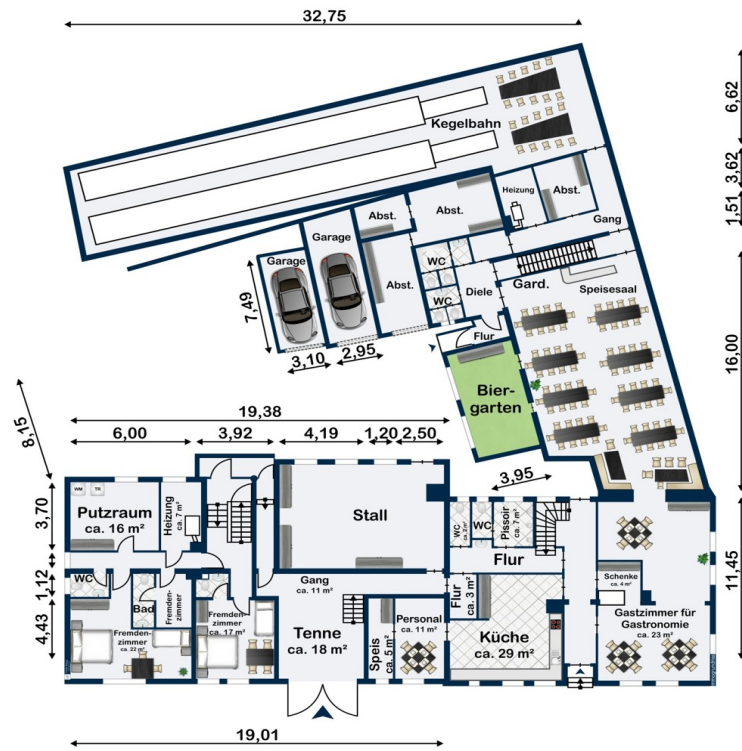 32,75
6,62
3,62
1,51
16,00
11,45
Kegelbahn
Heizung
Abst.
Gang
Abst.
Abst.
Garage
Garage
Abst.
WC
WC
Diele
Gard.
Speisesaal
Flur
7,49
3,10
2,95
Bier-
garten
8,15
19,38
6,00
3,92
4,19
1,20
2,50
3,95
3,70
1,12
4,43
WM
TR
Putzraum
ca. 16 m²
Heizung
ca. 7 m²
Stall
WC
WC
Pissoir
ca. 7 m²
Flur
Gang
ca. 11 m²
Flur
ca. 3 m²
Schenke
ca. 4 m²
WC
Bad
Fremden-
zimmer
Fremden-
zimmer
ca. 22 m²
Fremden-
zimmer
ca. 17 m²
Tenne
ca. 18 m²
Speis
ca. 5 m²
Personal
ca. 11 m²
Küche
ca. 29 m²
Gastzimmer für
Gastronomie
ca. 23 m²
19,01